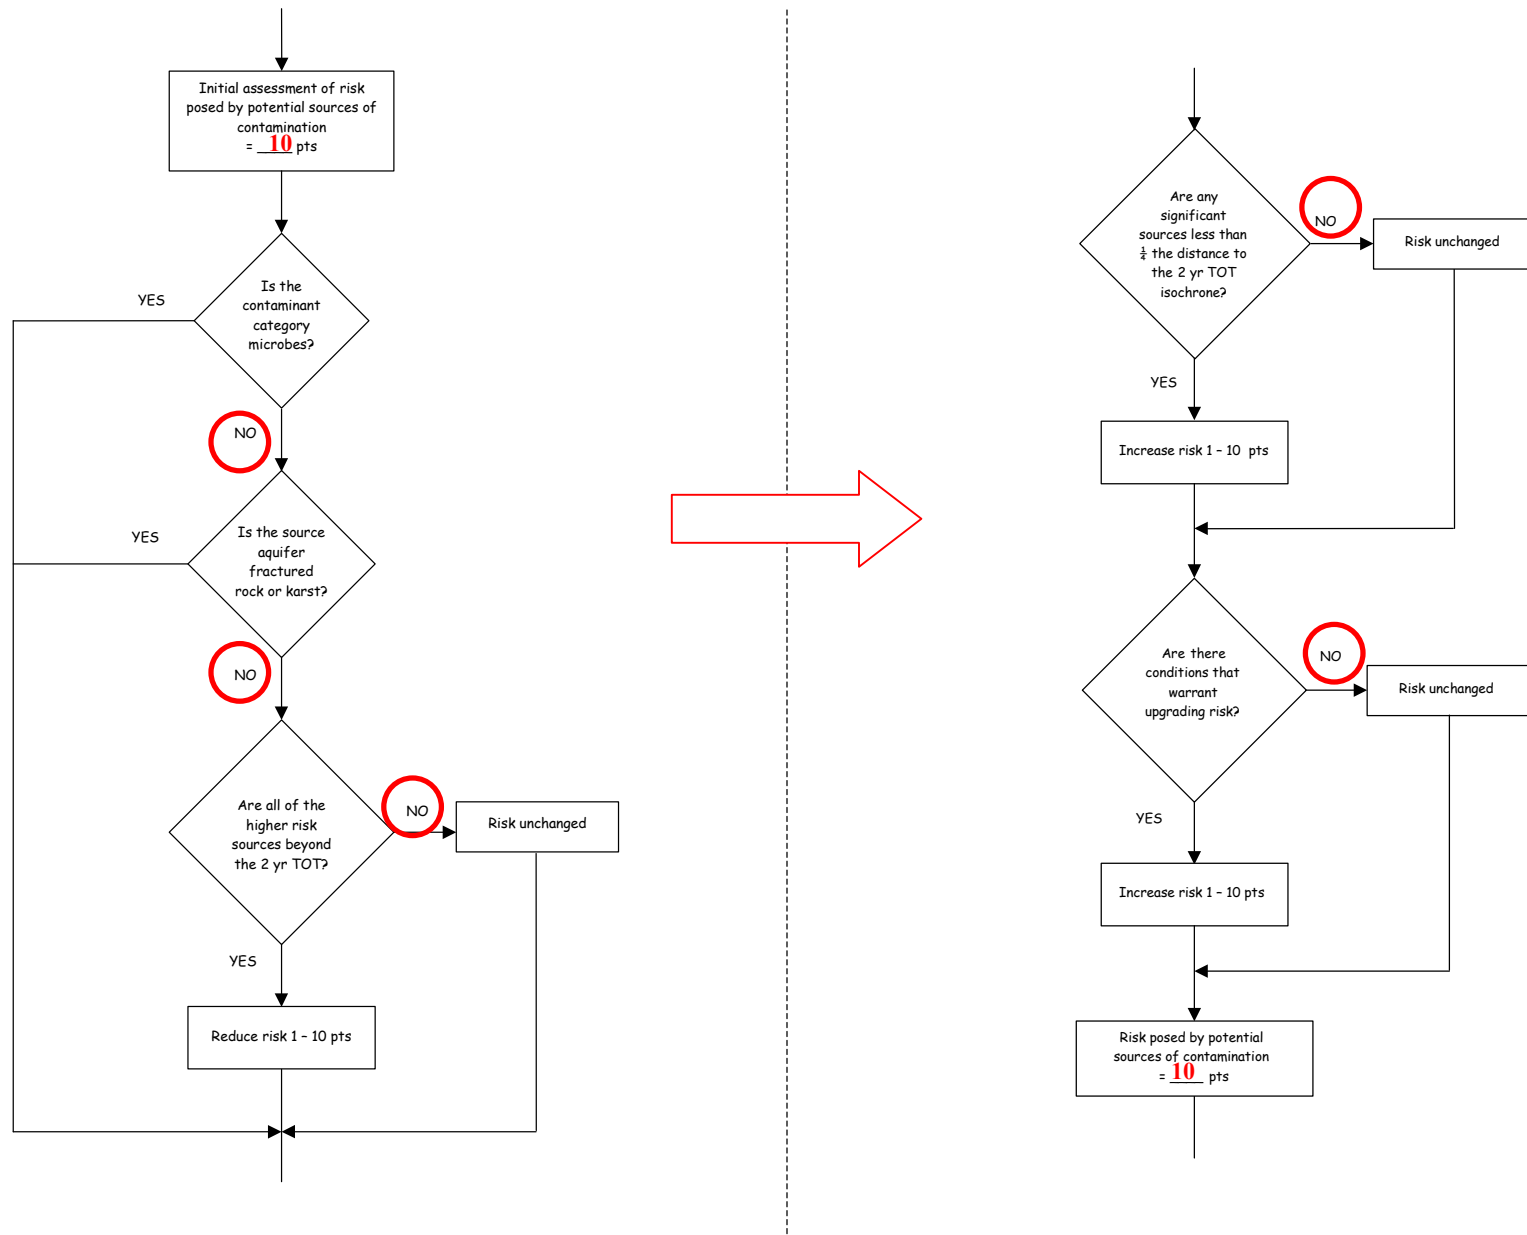 Initial assessment of risk
posed by potential sources of
contamination
= 10 pts
Is the
contaminant
category
microbes?
YES
NO
Is the source
aquifer
fractured
rock or karst?
YES
NO
Are all of the
higher risk
sources beyond
the 2 yr TOT?
NO
Risk unchanged
YES
Reduce risk 1 – 10 pts
Are any
significant
sources less than
¼ the distance to
the 2 yr TOT
isochrone?
NO
Risk unchanged
YES
Increase risk 1 – 10 pts
Are there
conditions that
warrant
upgrading risk?
NO
Risk unchanged
YES
Increase risk 1 – 10 pts
Risk posed by potential
sources of contamination
= 10 pts